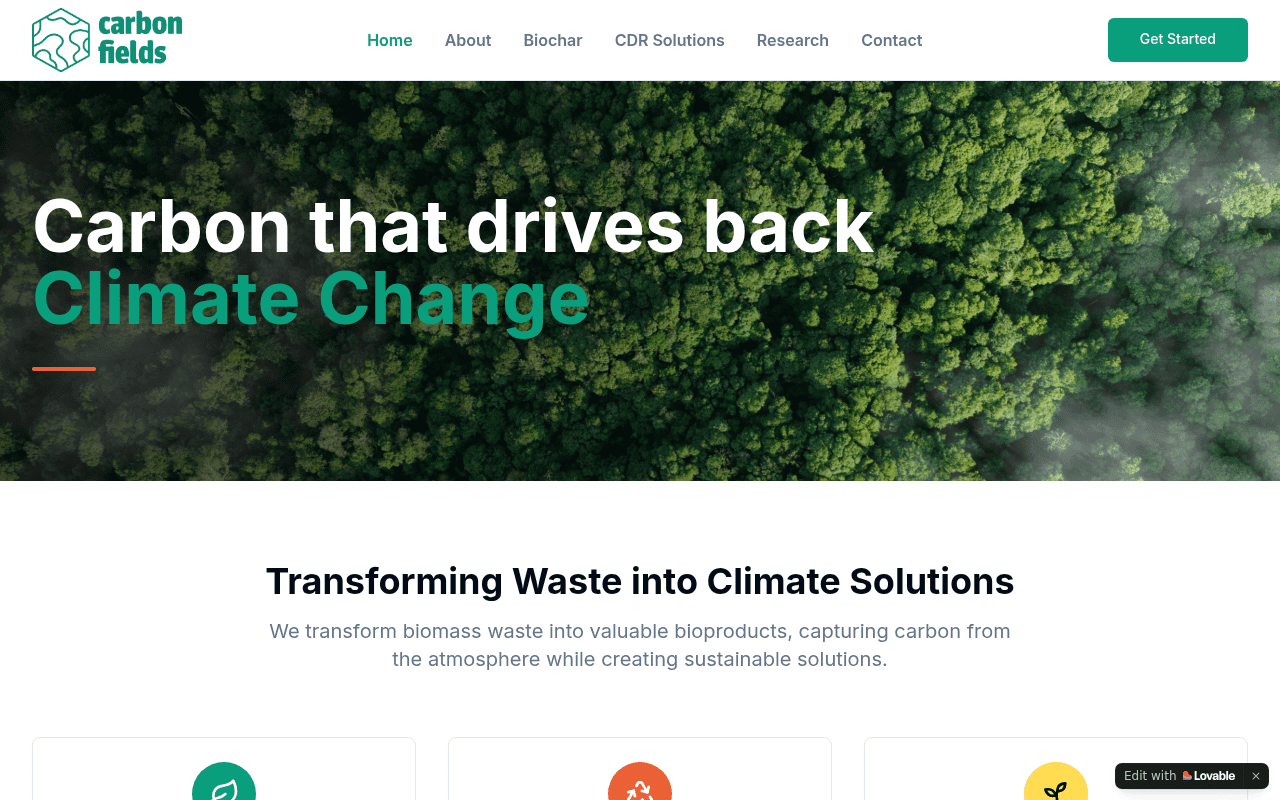 carbon
fields
Home
About
Biochar
CDR Solutions
Research
Contact
Get Started
Carbon that drives back
Climate Change
Transforming Waste into Climate Solutions
We transform biomass waste into valuable bioproducts, capturing carbon from
the atmosphere while creating sustainable solutions.
Edit with Lovable